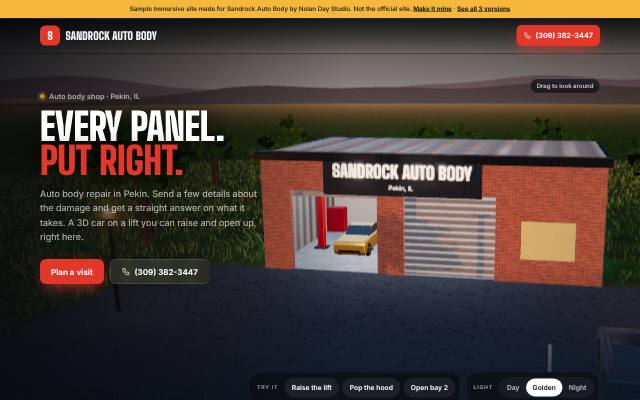 Sample Immersive site made for Sandrock Auto Body by Nolan Day Studio. Not the official site. Make it mine · See all 3 versions
S SANDROCK AUTO BODY
(309) 382-3447
Drag to look around
Auto body shop · Pekin, IL
EVERY PANEL.
PUT RIGHT.
Auto body repair in Pekin. Send a few details about
the damage and get a straight answer on what it
takes. A 3D car on a lift you can raise and open up,
right here.
Plan a visit
(309) 382-3447
SANDROCK AUTO BODY
Pekin, IL
TRY IT Raise the lift Pop the hood Open bay 2
LIGHT Day Golden Night